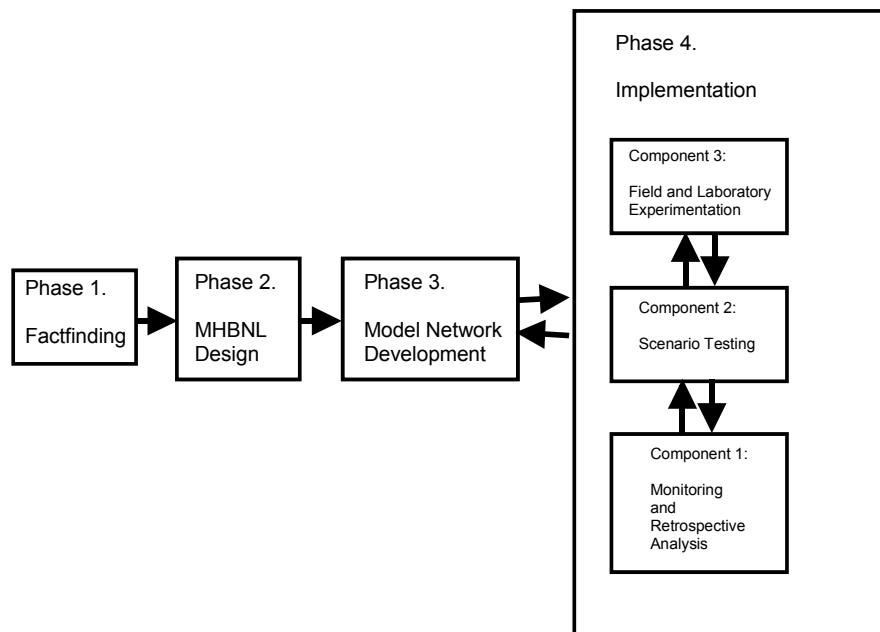 Phase 1.
Factfinding
Phase 2.
MHBNL
Design
Phase 3.
Model Network
Development
Phase 4.
Implementation
Component 3:
Field and Laboratory
Experimentation
Component 2:
Scenario Testing
Component 1:
Monitoring
and
Retrospective
Analysis